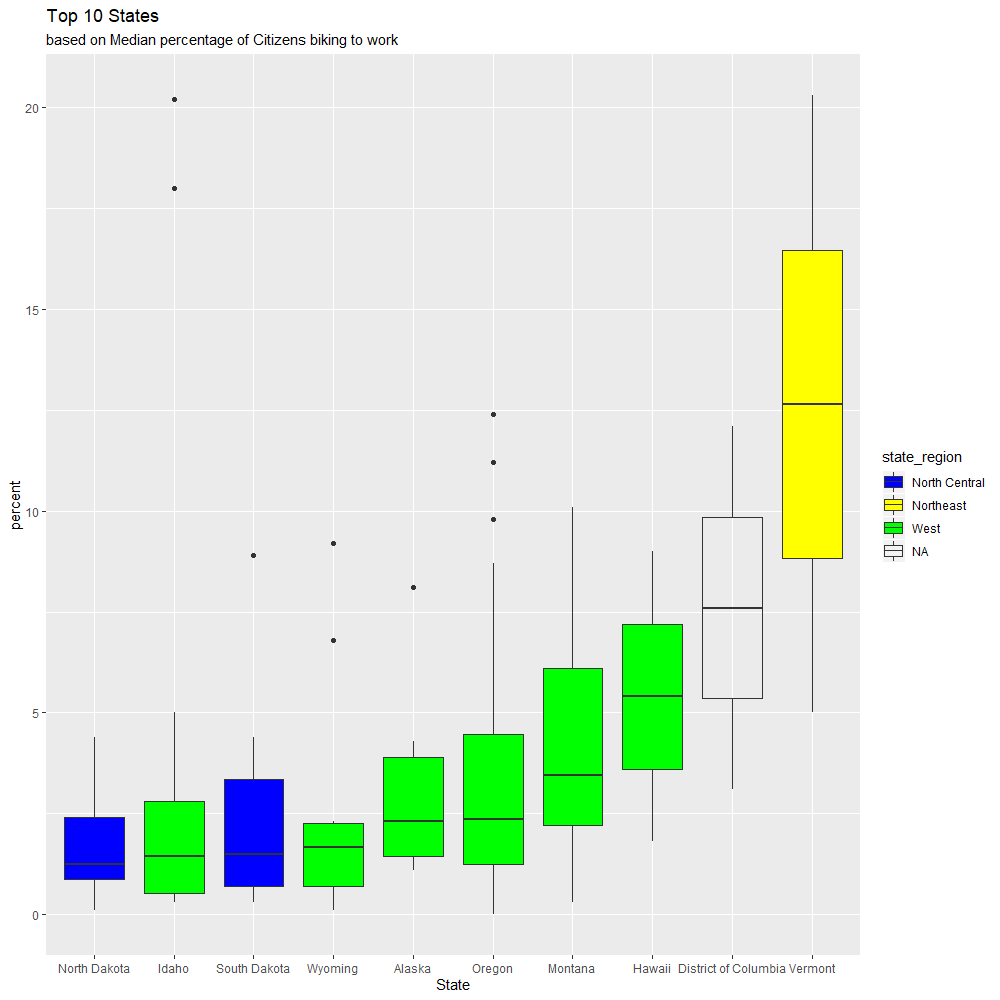 Top 10 States
based on Median percentage of Citizens biking to work
20
15
10
5
0
percent
North Dakota
Idaho
South Dakota
Wyoming
Alaska
Oregon
Montana
Hawaii
District of Columbia
Vermont
State
state_region
North Central
Northeast
West
NA